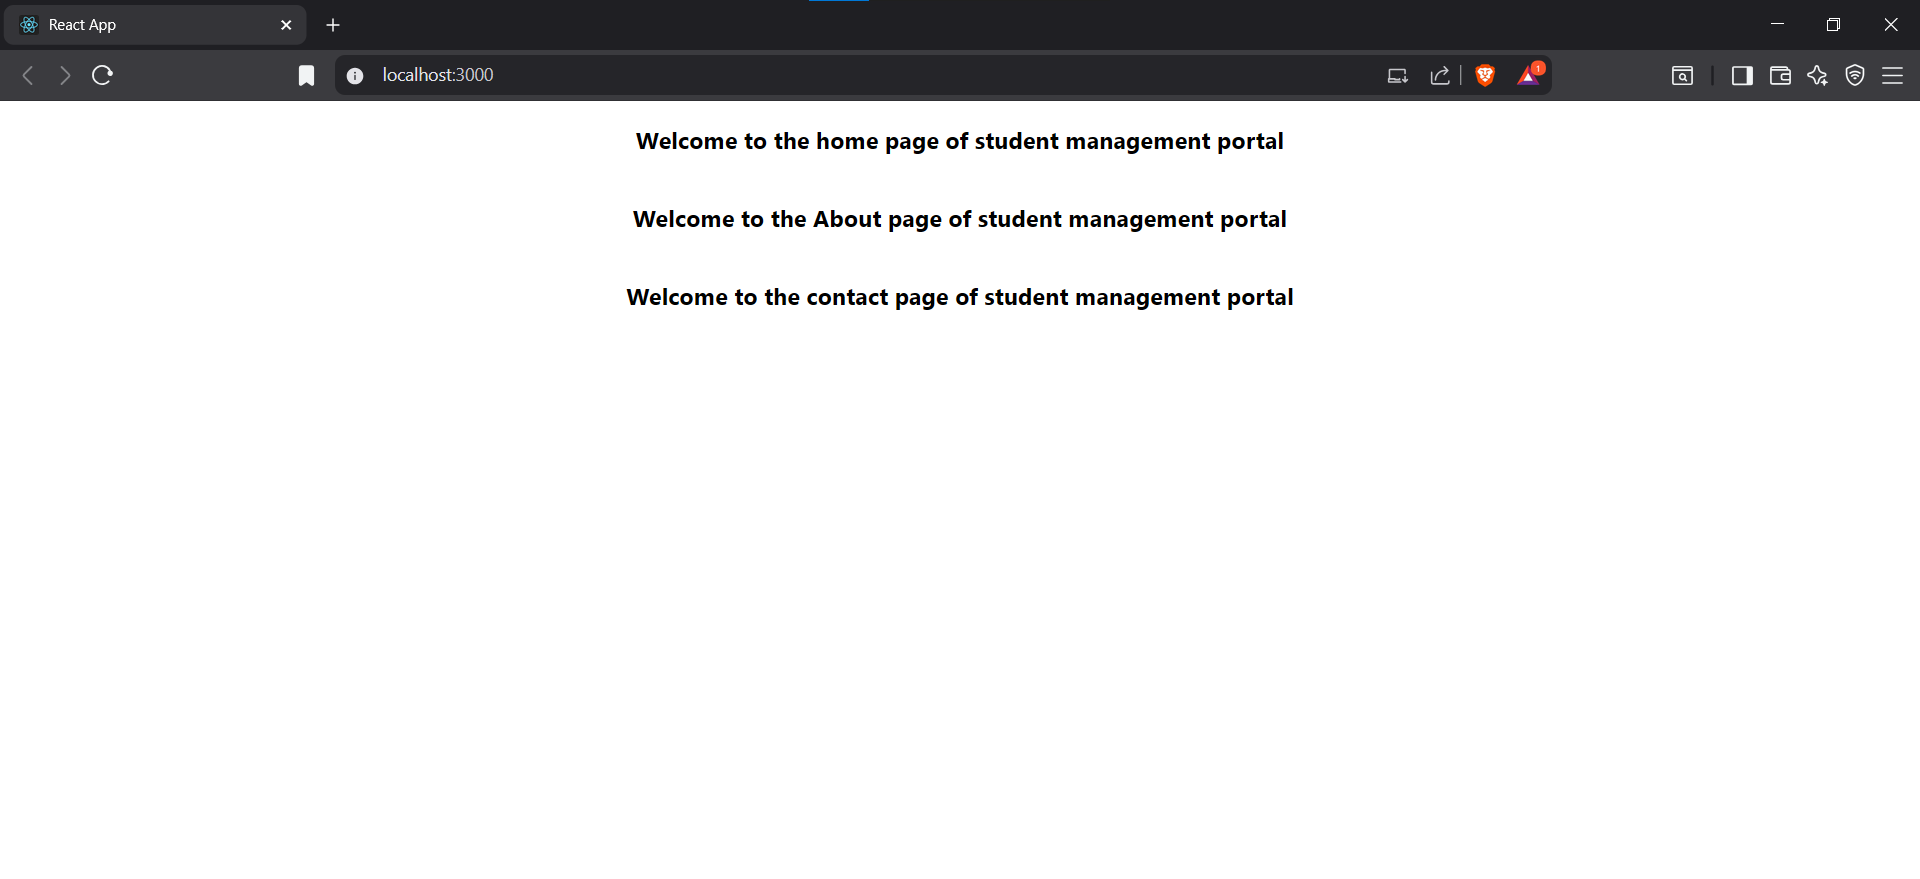 React App
localhost:3000
1
Welcome to the home page of student management portal
Welcome to the About page of student management portal
Welcome to the contact page of student management portal